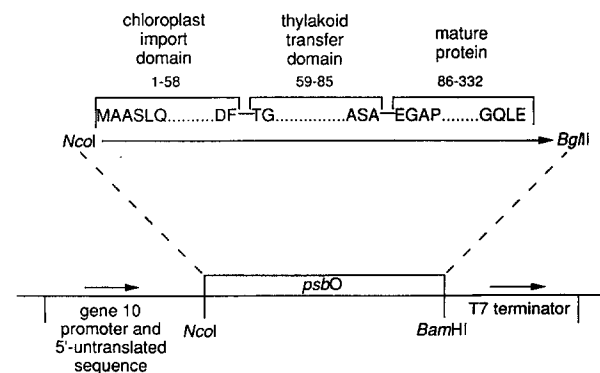 chloroplast
import
domain
1-58
thylakoid
transfer
domain
59-85
mature
protein
86-332
MAASLQ..........DF—TG...............ASA—EGAP........GQLE
NcoI
BglII
psbO
gene 10
promoter and
5'-untranslated
sequence
NcoI
BamHI
T7 terminator